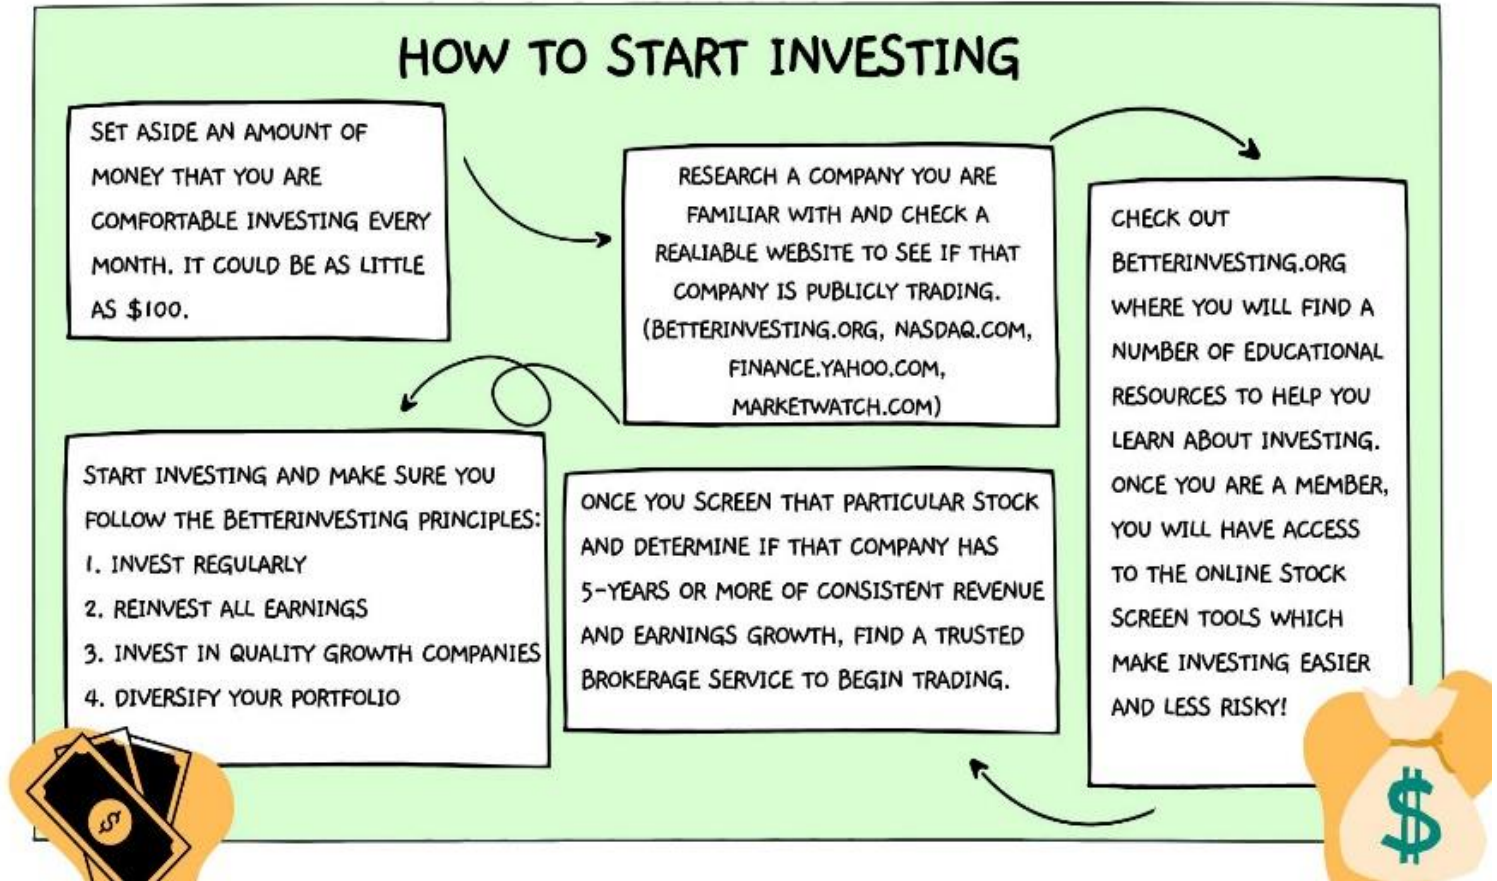 HOW TO START INVESTING
SET ASIDE AN AMOUNT OF
MONEY THAT YOU ARE
COMFORTABLE INVESTING EVERY
MONTH. IT COULD BE AS LITTLE
AS $100.
RESEARCH A COMPANY YOU ARE
FAMILIAR WITH AND CHECK A
REALIABLE WEBSITE TO SEE IF THAT
COMPANY IS PUBLICLY TRADING.
(BETTERINVESTING.ORG, NASDAQ.COM,
FINANCE.YAHOO.COM,
MARKETWATCH.COM)
CHECK OUT
BETTERINVESTING.ORG
WHERE YOU WILL FIND A
NUMBER OF EDUCATIONAL
RESOURCES TO HELP YOU
LEARN ABOUT INVESTING.
ONCE YOU ARE A MEMBER,
YOU WILL HAVE ACCESS
TO THE ONLINE STOCK
SCREEN TOOLS WHICH
MAKE INVESTING EASIER
AND LESS RISKY!
ONCE YOU SCREEN THAT PARTICULAR STOCK
AND DETERMINE IF THAT COMPANY HAS
5-YEARS OR MORE OF CONSISTENT REVENUE
AND EARNINGS GROWTH, FIND A TRUSTED
BROKERAGE SERVICE TO BEGIN TRADING.
START INVESTING AND MAKE SURE YOU
FOLLOW THE BETTERINVESTING PRINCIPLES:
1. INVEST REGULARLY
2. REINVEST ALL EARNINGS
3. INVEST IN QUALITY GROWTH COMPANIES
4. DIVERSIFY YOUR PORTFOLIO
$
$